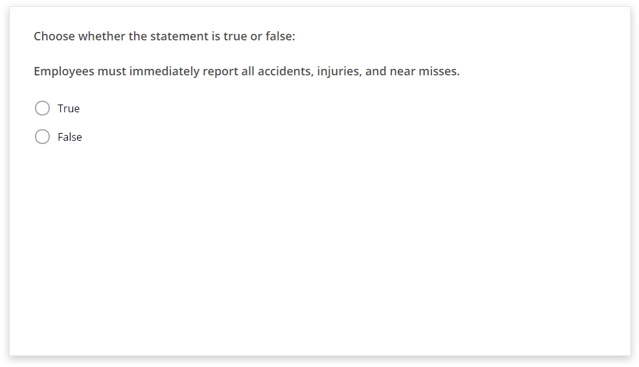 Choose whether the statement is true or false:
Employees must immediately report all accidents, injuries, and near misses.
True
False